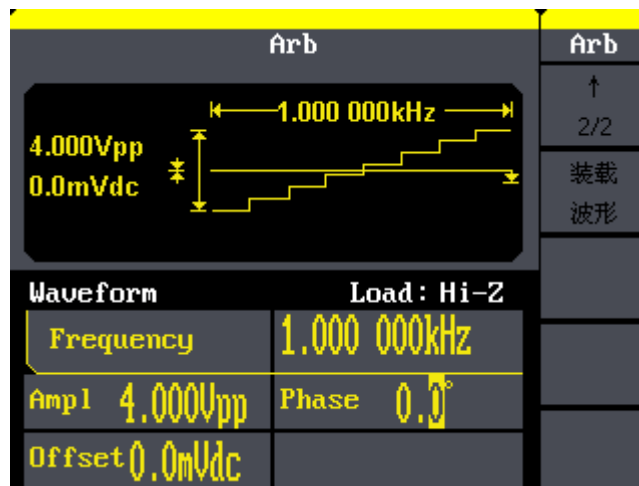 Arb
Arb
↑
2/2
装载
波形
1.000 000kHz
4.000Vpp
0.0mVdc
Waveform Load: Hi-Z
Frequency 1.000 000kHz
Ampl 4.000Vpp Phase 0.0°
Offset 0.0mVdc